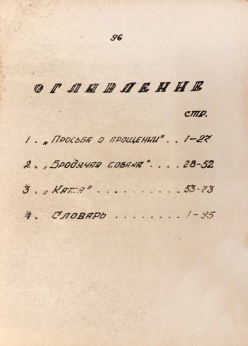 96
ОГЛАВЛЕНИЕ
СТР.
1. „ПРОСЬБА О ПРОЩЕНИИ" . . 1-27
2. „БРОДЯЧАЯ СОБАКА" . . . . 28-52
3. „КАТЯ" . . . . . . . . . . 53-73
4. СЛОВАРЬ . . . . . . . . . 1-95